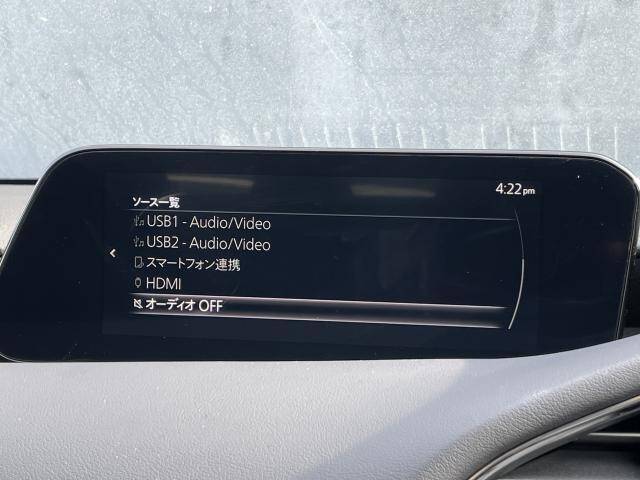 4:22pm
ソース一覧
USB1 - Audio/Video
USB2 - Audio/Video
スマートフォン連携
HDMI
オーディオ OFF